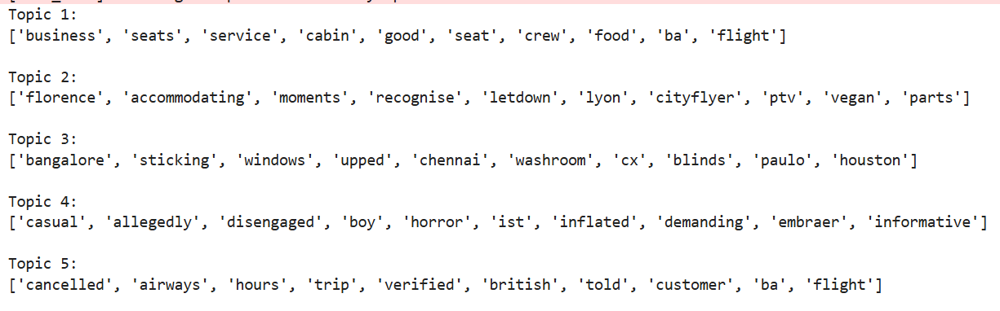 Topic 1:
['business', 'seats', 'service', 'cabin', 'good', 'seat', 'crew', 'food', 'ba', 'flight']
Topic 2:
['florence', 'accommodating', 'moments', 'recognise', 'letdown', 'lyon', 'cityflyer', 'ptv', 'vegan', 'parts']
Topic 3:
['bangalore', 'sticking', 'windows', 'upped', 'chennai', 'washroom', 'cx', 'blinds', 'paulo', 'houston']
Topic 4:
['casual', 'allegedly', 'disengaged', 'boy', 'horror', 'ist', 'inflated', 'demanding', 'embraer', 'informative']
Topic 5:
['cancelled', 'airways', 'hours', 'trip', 'verified', 'british', 'told', 'customer', 'ba', 'flight']